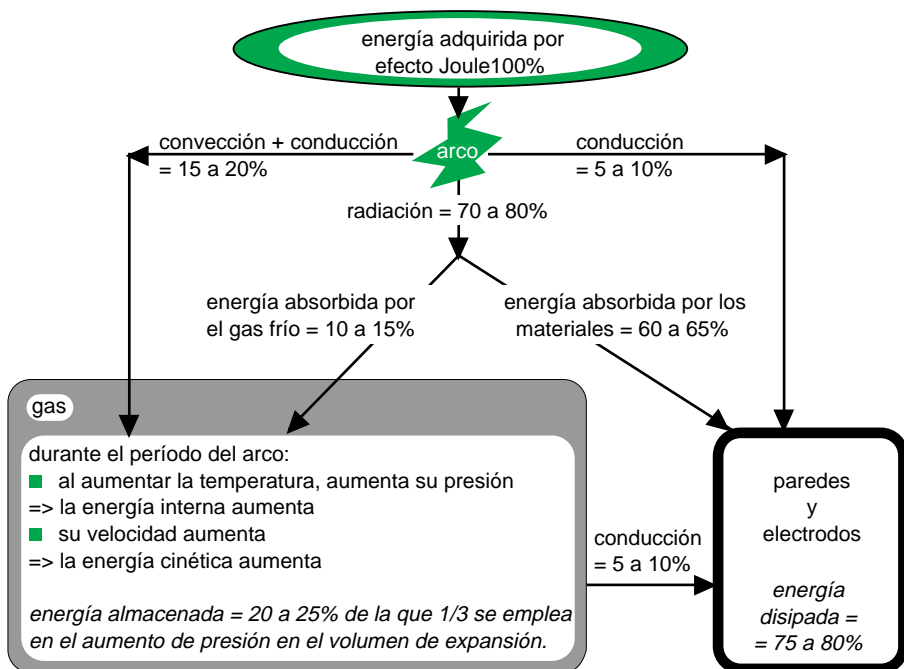 energía adquirida por
efecto Joule100%
convección + conducción
= 15 a 20%
arco
conducción
= 5 a 10%
radiación = 70 a 80%
energía absorbida por
el gas frío = 10 a 15%
energía absorbida por los
materiales = 60 a 65%
gas
durante el período del arco:
al aumentar la temperatura, aumenta su presión
=> la energía interna aumenta
su velocidad aumenta
=> la energía cinética aumenta
energía almacenada = 20 a 25% de la que 1/3 se emplea
en el aumento de presión en el volumen de expansión.
conducción
= 5 a 10%
paredes
y
electrodos
energía
disipada =
= 75 a 80%